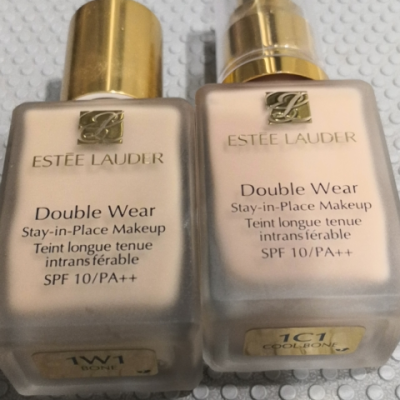 ESTĒE LAUDER
Double Wear
Stay-in-Place Makeup
Teint longue tenue
intransférable
SPF 10/PA++
1W1
BONE
ESTĒE LAUDER
Double Wear
Stay-in-Place Makeup
Teint longue tenue
intransférable
SPF 10/PA++
1C1
COOL BONE